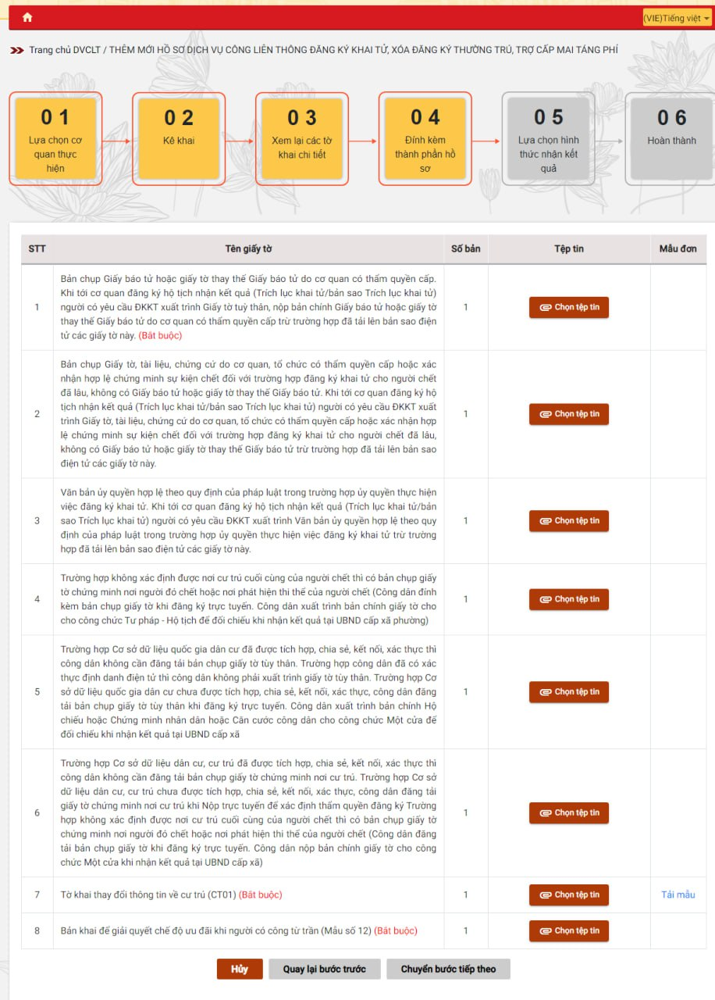 (VIE)Tiếng việt
Trang chủ DVCLT / THÊM MỚI HỒ SƠ DỊCH VỤ CÔNG LIÊN THÔNG ĐĂNG KÝ KHAI TỬ, XÓA ĐĂNG KÝ THƯỜNG TRÚ, TRỢ CẤP MAI TÁNG PHÍ
01
Lựa chọn cơ
quan thực
hiện
02
Kê khai
03
Xem lại các tờ
khai chi tiết
04
Đính kèm
thành phần hồ
sơ
05
Lựa chọn hình
thức nhận kết
quả
06
Hoàn thành
STT
Tên giấy tờ
Số bản
Tệp tin
Mẫu đơn
1
Bản chụp Giấy báo tử hoặc giấy tờ thay thế Giấy báo tử do cơ quan có thẩm quyền cấp.
Khi tới cơ quan đăng ký hộ tịch nhận kết quả (Trích lục khai tử/bản sao Trích lục khai tử)
người có yêu cầu ĐKKT xuất trình Giấy tờ tuỳ thân, nộp bản chính Giấy báo tử hoặc giấy tờ
thay thế Giấy báo tử do cơ quan có thẩm quyền cấp trừ trường hợp đã tải lên bản sao điện
tử các giấy tờ này. (Bắt buộc)
1
Chọn tệp tin
2
Bản chụp Giấy tờ, tài liệu, chứng cứ do cơ quan, tổ chức có thẩm quyền cấp hoặc xác
nhận hợp lệ chứng minh sự kiện chết đối với trường hợp đăng ký khai tử cho người chết
đã lâu, không có Giấy báo tử hoặc giấy tờ thay thế Giấy báo tử. Khi tới cơ quan đăng ký hộ
tịch nhận kết quả (Trích lục khai tử/bản sao Trích lục khai tử) người có yêu cầu ĐKKT xuất
trình Giấy tờ, tài liệu, chứng cứ do cơ quan, tổ chức có thẩm quyền cấp hoặc xác nhận hợp
lệ chứng minh sự kiện chết đối với trường hợp đăng ký khai tử cho người chết đã lâu,
không có Giấy báo tử hoặc giấy tờ thay thế Giấy báo tử trừ trường hợp đã tải lên bản sao
điện tử các giấy tờ này.
1
Chọn tệp tin
3
Văn bản ủy quyền hợp lệ theo quy định của pháp luật trong trường hợp ủy quyền thực hiện
việc đăng ký khai tử. Khi tới cơ quan đăng ký hộ tịch nhận kết quả (Trích lục khai tử/bản
sao Trích lục khai tử) người có yêu cầu ĐKKT xuất trình Văn bản ủy quyền hợp lệ theo quy
định của pháp luật trong trường hợp ủy quyền thực hiện việc đăng ký khai tử trừ trường
hợp đã tải lên bản sao điện tử các giấy tờ này.
1
Chọn tệp tin
4
Trường hợp không xác định được nơi cư trú cuối cùng của người chết thì có bản chụp giấy
tờ chứng minh nơi người đó chết hoặc nơi phát hiện thi thể của người chết (Công dân đính
kèm bản chụp giấy tờ khi đăng ký trực tuyến. Công dân xuất trình bản chính giấy tờ cho
cho công chức Tư pháp - Hộ tịch để đối chiếu khi nhận kết quả tại UBND cấp xã phường)
1
Chọn tệp tin
5
Trường hợp Cơ sở dữ liệu quốc gia dân cư đã được tích hợp, chia sẻ, kết nối, xác thực thì
công dân không cần đăng tải bản chụp giấy tờ tùy thân. Trường hợp công dân đã có xác
thực định danh điện tử thì công dân không phải xuất trình giấy tờ tùy thân. Trường hợp Cơ
sở dữ liệu quốc gia dân cư chưa được tích hợp, chia sẻ, kết nối, xác thực, công dân đăng
tải bản chụp giấy tờ tùy thân khi đăng ký trực tuyến. Công dân xuất trình bản chính Hộ
chiếu hoặc Chứng minh nhân dân hoặc Căn cước công dân cho công chức Một cửa để
đối chiếu khi nhận kết quả tại UBND cấp xã
1
Chọn tệp tin
6
Trường hợp Cơ sở dữ liệu dân cư, cư trú đã được tích hợp, chia sẻ, kết nối, xác thực thì
công dân không cần đăng tải bản chụp giấy tờ chứng minh nơi cư trú. Trường hợp Cơ sở
dữ liệu dân cư, cư trú chưa được tích hợp, chia sẻ, kết nối, xác thực, công dân đăng tải
giấy tờ chứng minh nơi cư trú khi Nộp trực tuyến để xác định thẩm quyền đăng ký Trường
hợp không xác định được nơi cư trú cuối cùng của người chết thì có bản chụp giấy tờ
chứng minh nơi người đó chết hoặc nơi phát hiện thi thể của người chết (Công dân đăng
tải bản chụp giấy tờ khi đăng ký trực tuyến. Công dân nộp bản chính giấy tờ cho công
chức Một cửa khi nhận kết quả tại UBND cấp xã)
1
Chọn tệp tin
7
Tờ khai thay đổi thông tin về cư trú (CT01) (Bắt buộc)
1
Chọn tệp tin
Tải mẫu
8
Bản khai để giải quyết chế độ ưu đãi khi người có công từ trần (Mẫu số 12) (Bắt buộc)
1
Chọn tệp tin
Hủy
Quay lại bước trước
Chuyển bước tiếp theo